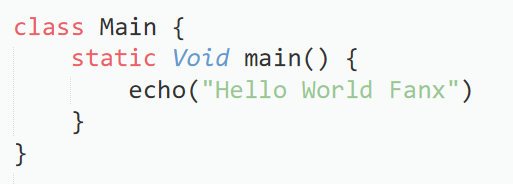 class Main {
    static Void main() {
        echo("Hello World Fanx")
    }
}